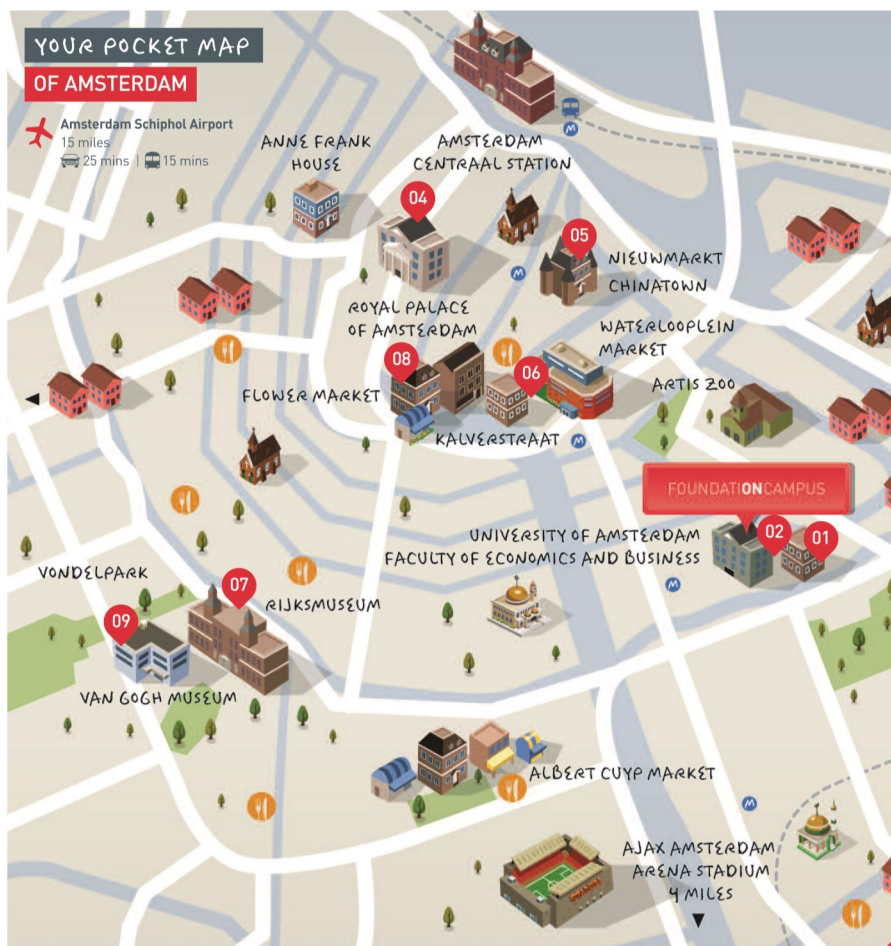 YOUR POCKET MAP
OF AMSTERDAM
Amsterdam Schiphol Airport
15 miles
25 mins | 15 mins
ANNE FRANK
HOUSE
AMSTERDAM
CENTRAAL STATION
M
04
05
M
NIEUWMARKT
CHINATOWN
ROYAL PALACE
OF AMSTERDAM
WATERLOOPLEIN
MARKET
08
06
FLOWER MARKET
ARTIS ZOO
KALVERSTRAAT
M
FOUNDATIONCAMPUS
UNIVERSITY OF AMSTERDAM
FACULTY OF ECONOMICS AND BUSINESS
02
01
M
VONDELPARK
07
RIJKSMUSEUM
09
VAN GOGH MUSEUM
ALBERT CUYP MARKET
M
AJAX AMSTERDAM
ARENA STADIUM
4 MILES